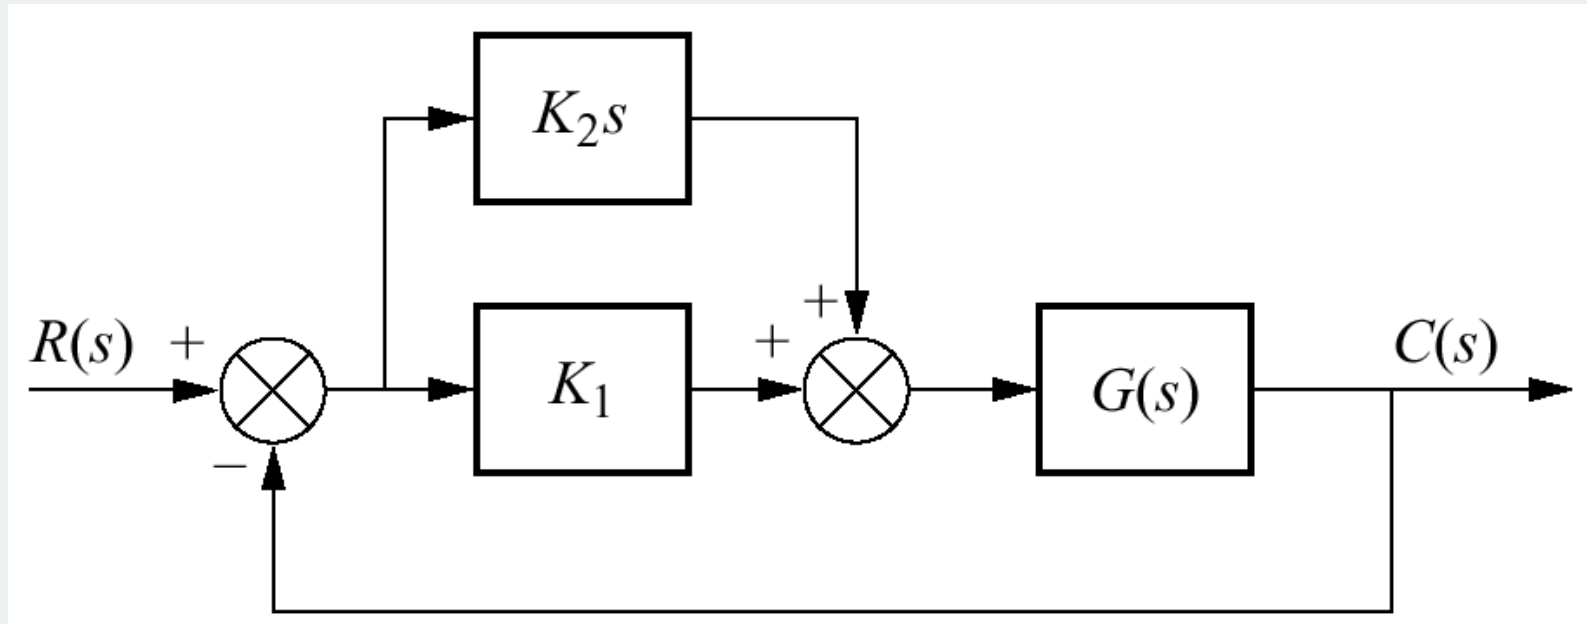 K₂s
+
R(s) + K₁ + G(s) C(s)
−